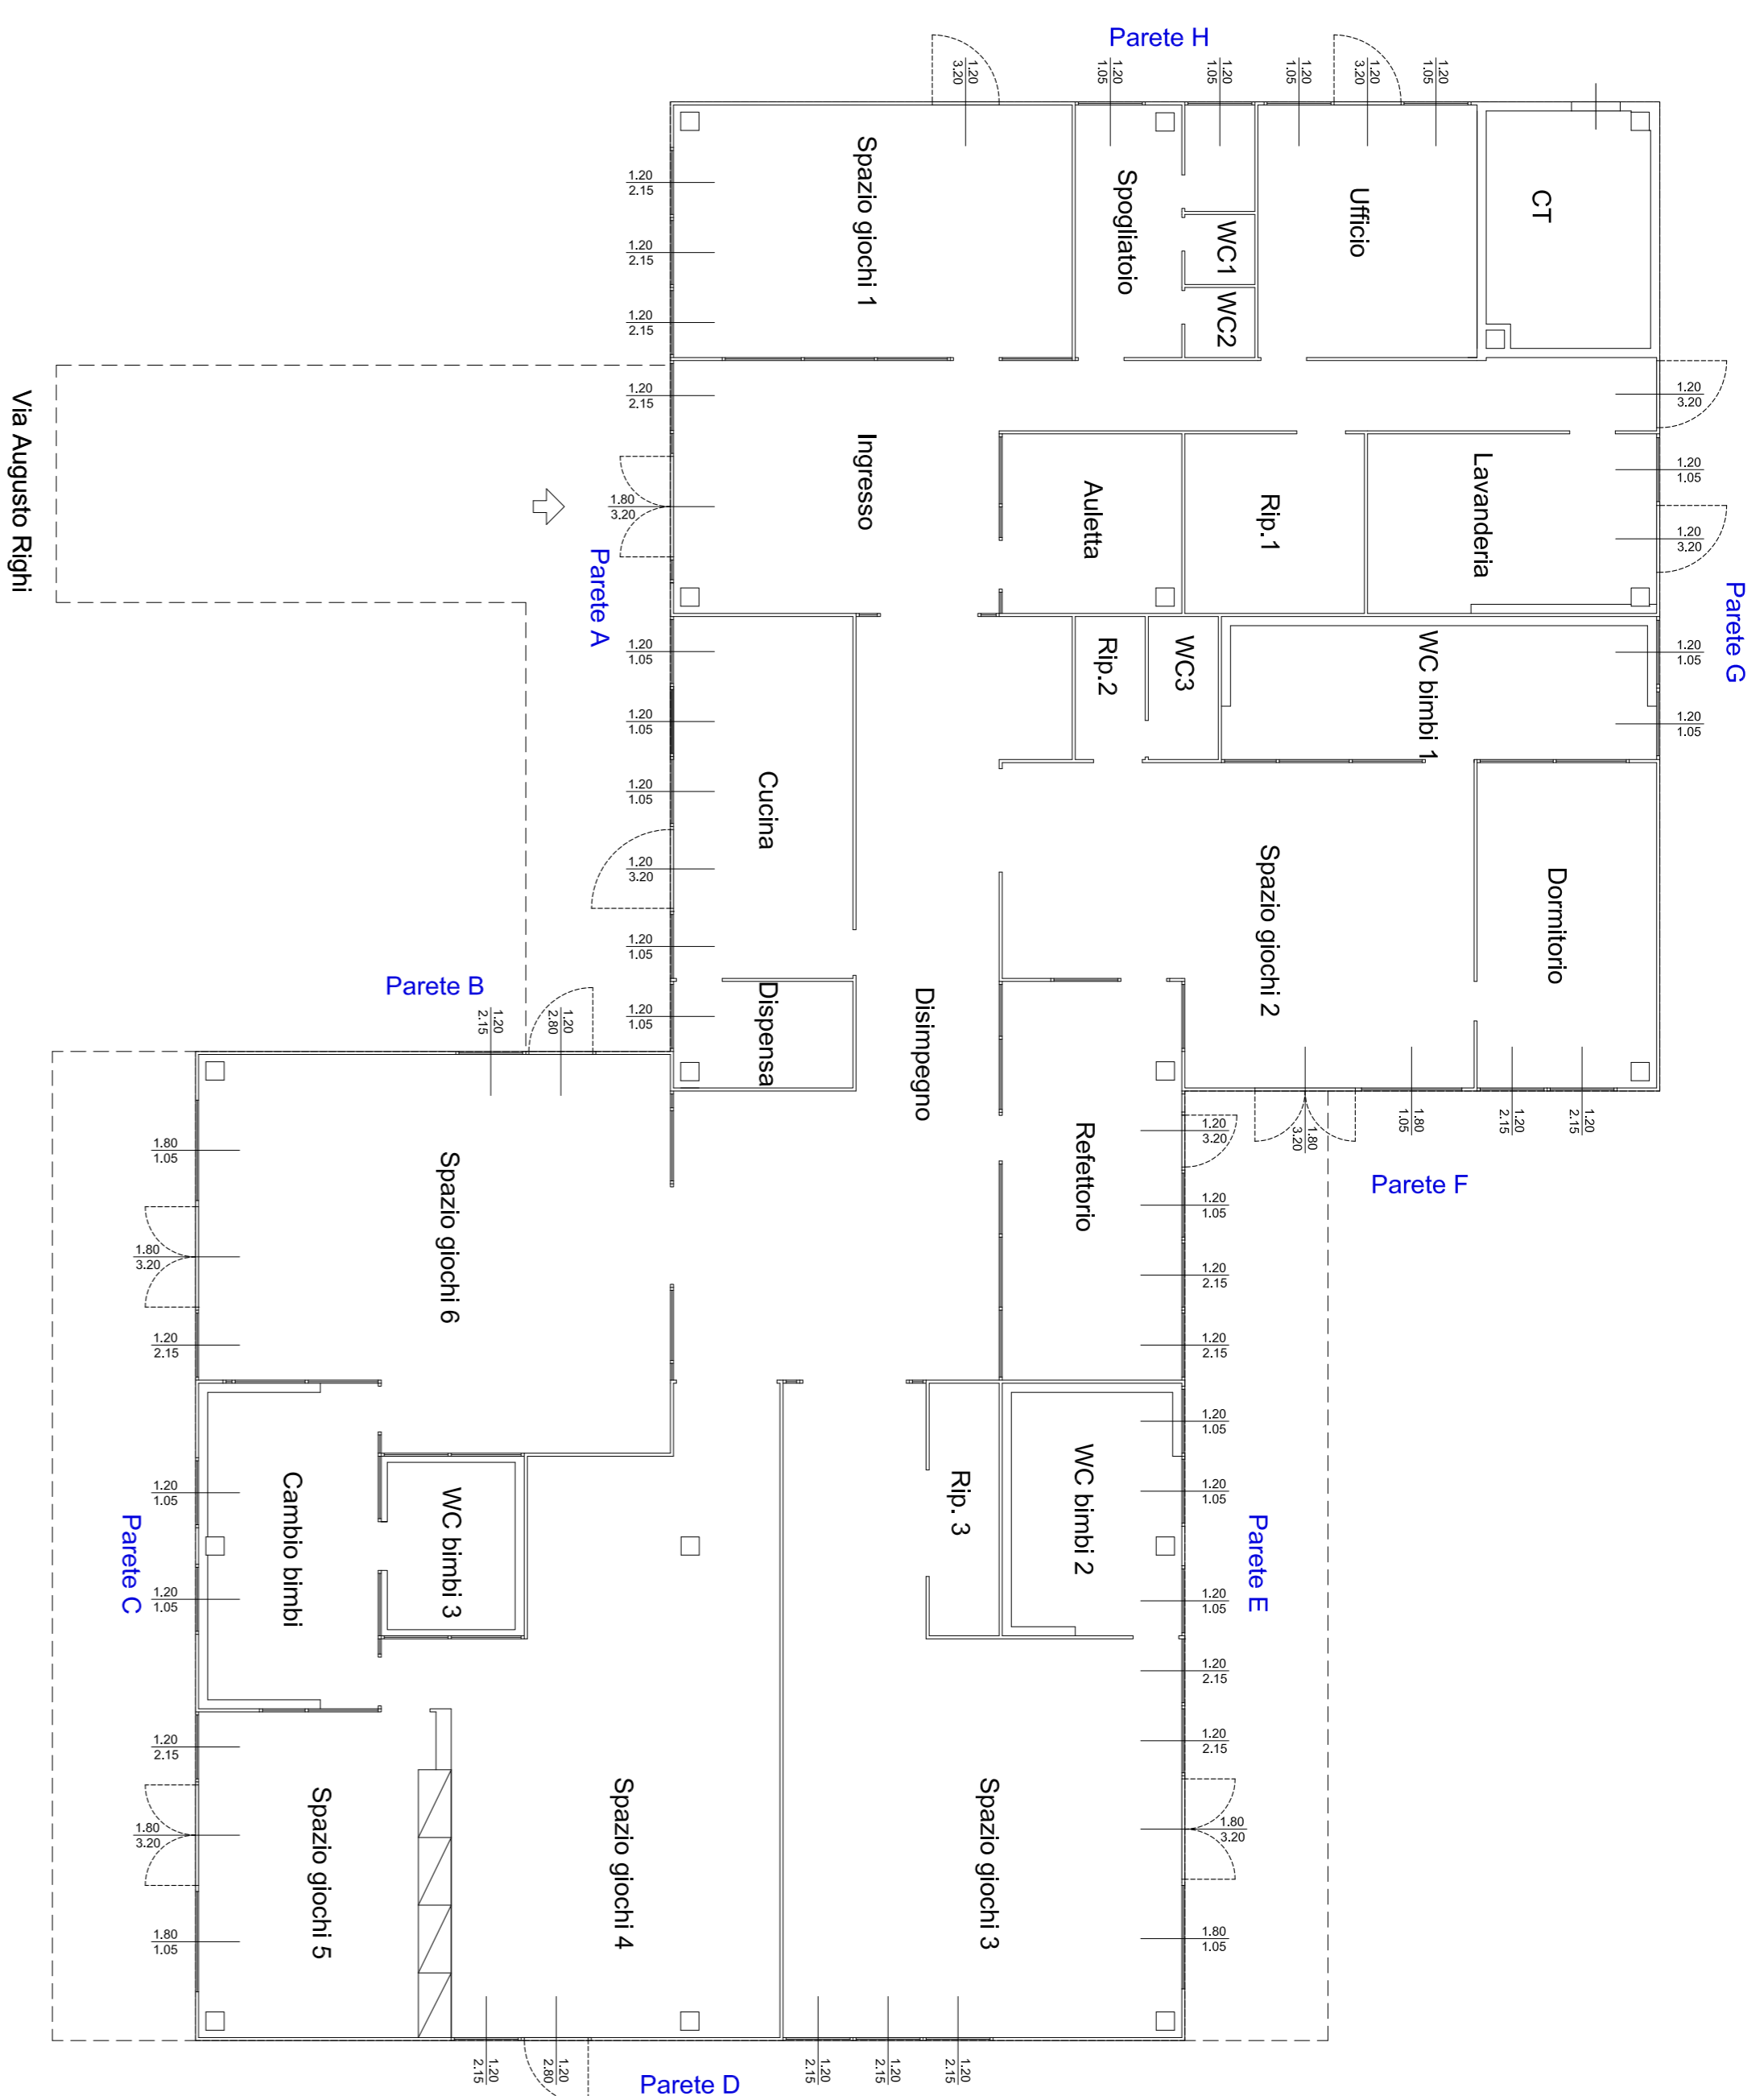 Parete H
1.20
3.20
1.20
1.05
1.20
1.05
1.20
1.05
1.20
3.20
1.20
1.05
Spazio giochi 1
Spogliatoio
WC1
WC2
Ufficio
CT
1.20
2.15
1.20
2.15
1.20
2.15
1.20
2.15
1.80
3.20
Via Augusto Righi
Parete A
Ingresso
Auletta
Rip.1
Lavanderia
1.20
3.20
1.20
1.05
1.20
3.20
Parete G
1.20
1.05
1.20
1.05
1.20
1.05
1.20
1.05
1.20
1.05
1.20
3.20
1.20
1.05
1.20
1.05
Cucina
Dispensa
Rip.2
WC3
WC bimbi 1
Spazio giochi 2
Dormitorio
Disimpegno
Refettorio
Parete B
1.20
2.15
1.20
2.80
1.80
3.20
1.80
1.05
1.20
2.15
1.20
2.15
Parete F
1.20
3.20
1.20
1.05
1.20
2.15
1.20
2.15
1.80
1.05
1.80
3.20
1.20
2.15
Spazio giochi 6
1.20
1.05
1.20
1.05
1.20
1.05
Parete E
1.20
2.15
1.20
2.15
1.80
3.20
1.80
1.05
Cambio bimbi
WC bimbi 3
Rip. 3
WC bimbi 2
1.20
1.05
1.20
1.05
Parete C
1.20
2.15
1.80
3.20
1.80
1.05
Spazio giochi 5
Spazio giochi 4
Spazio giochi 3
1.20
2.15
1.20
2.80
1.20
2.15
1.20
2.15
1.20
2.15
Parete D